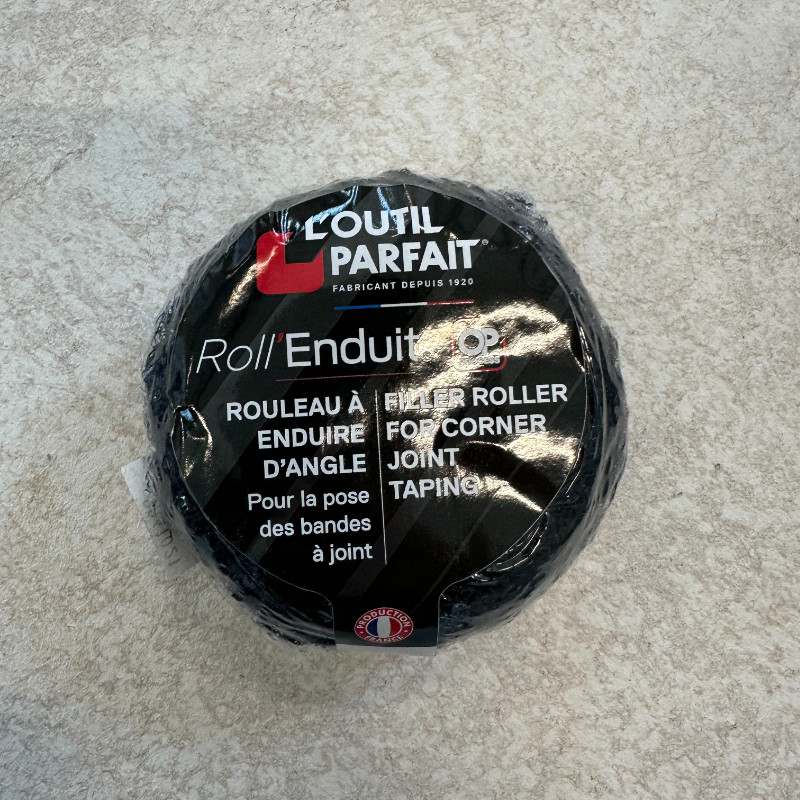 L'OUTIL
PARFAIT®
FABRICANT DEPUIS 1920
Roll'Enduit
OP
ROULEAU À
ENDUIRE
D'ANGLE
Pour la pose
des bandes
à joint
FILLER ROLLER
FOR CORNER
JOINT
TAPING
PRODUCTION
FRANCE